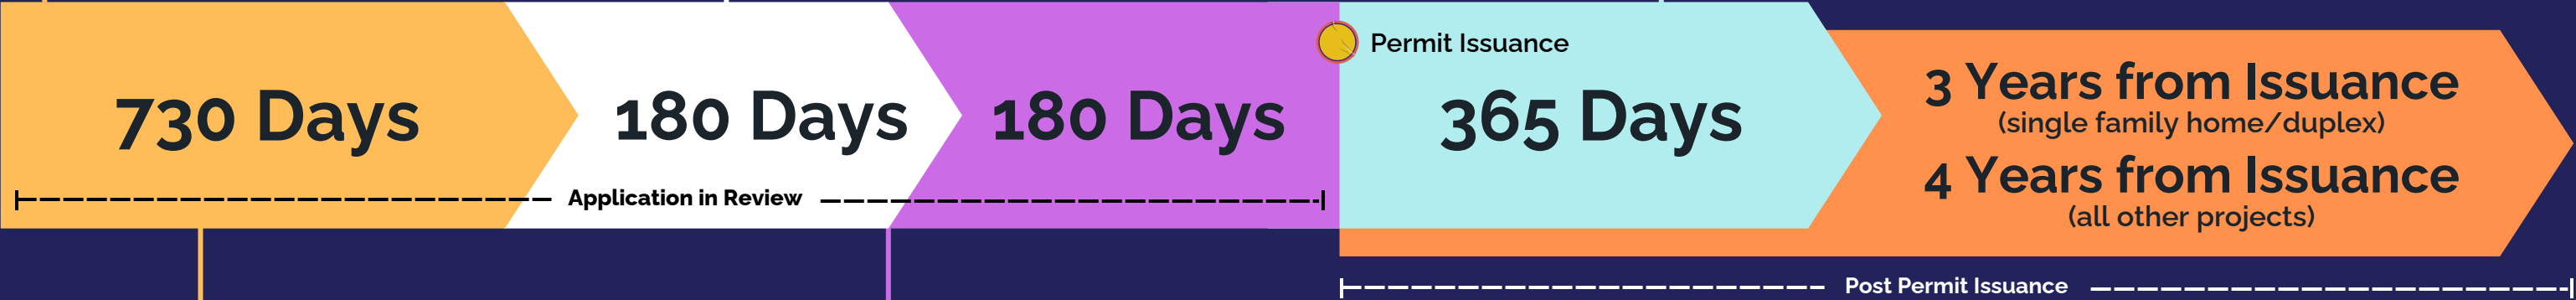 730 Days
180 Days
180 Days
Application in Review
Permit Issuance
365 Days
3 Years from Issuance
(single family home/duplex)
4 Years from Issuance
(all other projects)
Post Permit Issuance